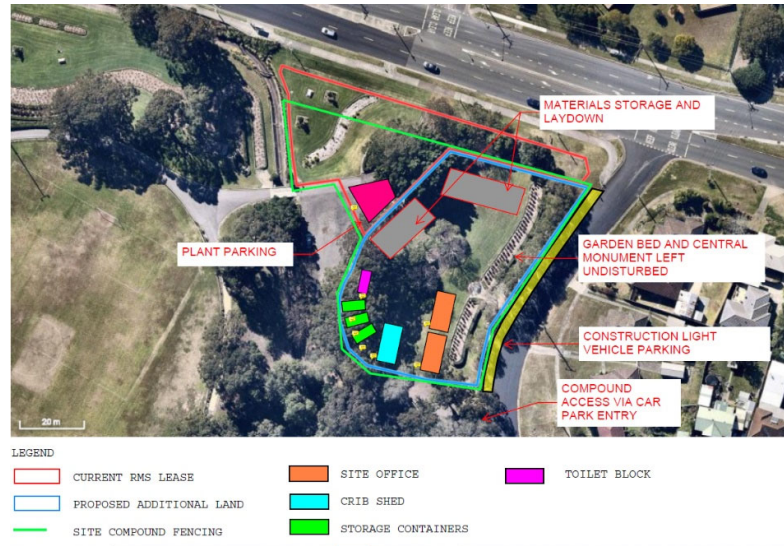 MATERIALS STORAGE AND
LAYDOWN
PLANT PARKING
GARDEN BED AND CENTRAL
MONUMENT LEFT
UNDISTURBED
CONSTRUCTION LIGHT
VEHICLE PARKING
COMPOUND
ACCESS VIA CAR
PARK ENTRY
20 m
LEGEND
CURRENT RMS LEASE
PROPOSED ADDITIONAL LAND
SITE COMPOUND FENCING
SITE OFFICE
CRIB SHED
STORAGE CONTAINERS
TOILET BLOCK